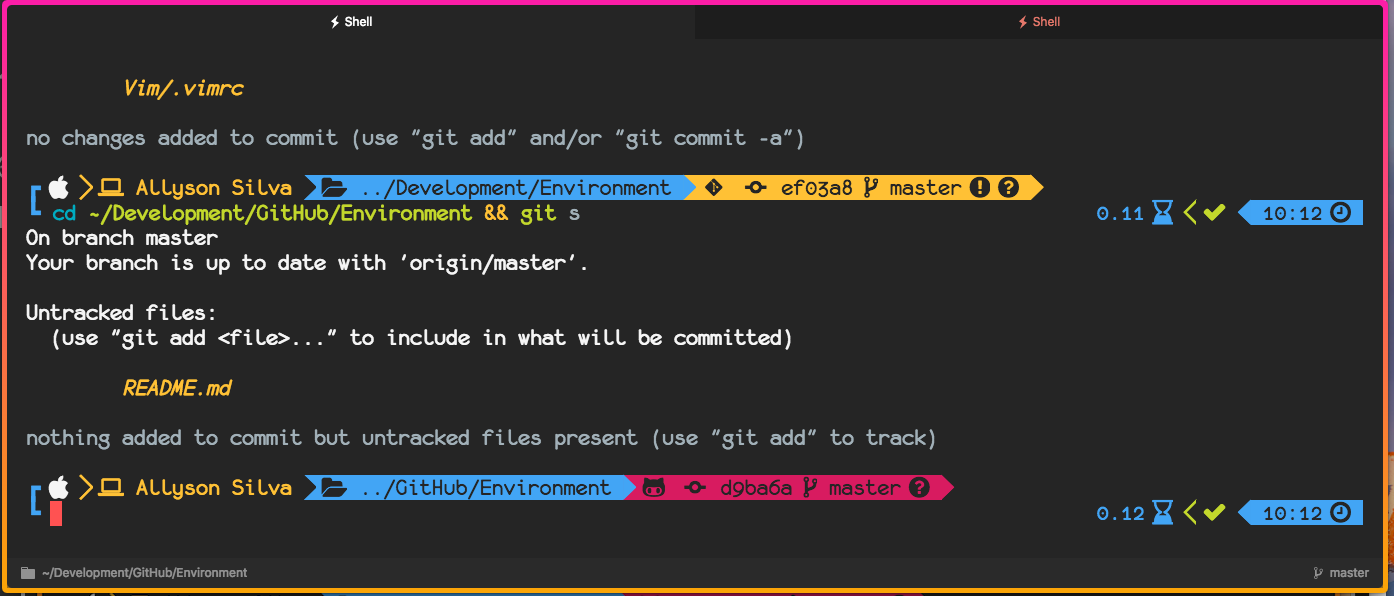 Shell
Shell
Vim/.vimrc
no changes added to commit (use "git add" and/or "git commit -a")
Allyson Silva ../Development/Environment ef03a8 master
cd ~/Development/GitHub/Environment && git s 0.11 10:12
On branch master
Your branch is up to date with 'origin/master'.
Untracked files:
(use "git add <file>..." to include in what will be committed)
README.md
nothing added to commit but untracked files present (use "git add" to track)
Allyson Silva ../GitHub/Environment d9ba6a master
0.12 10:12
~/Development/GitHub/Environment master